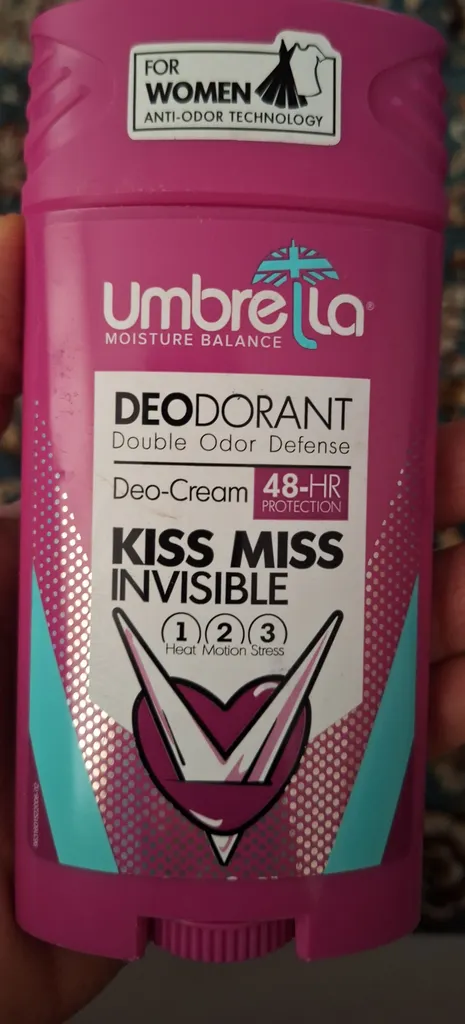 FOR
WOMEN
ANTI-ODOR TECHNOLOGY
umbrella®
MOISTURE BALANCE
DEODORANT
Double Odor Defense
Deo-Cream
48-HR
PROTECTION
KISS MISS
INVISIBLE
1 2 3
Heat Motion Stress